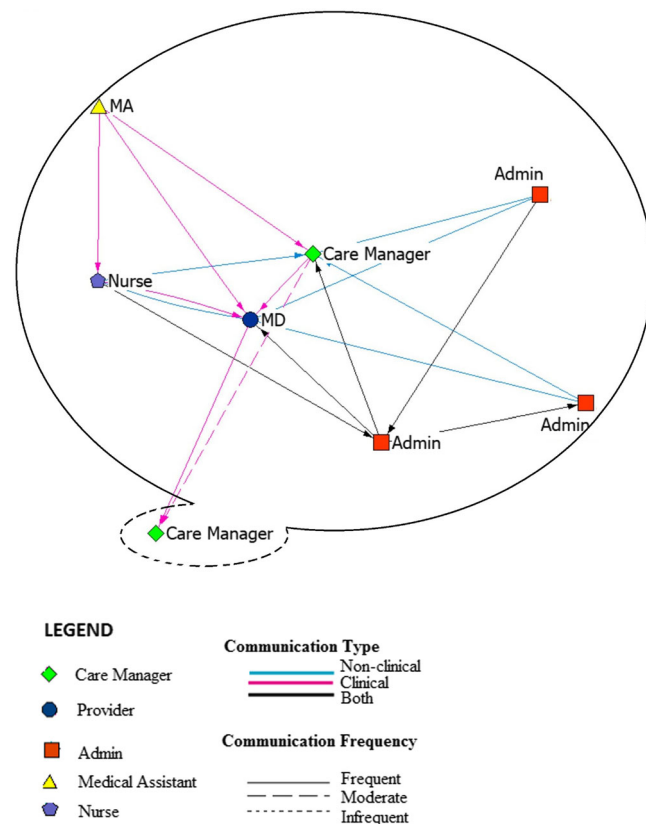 MA
Admin
Care Manager
Nurse
MD
Admin
Admin
Care Manager
LEGEND
Care Manager
Provider
Admin
Medical Assistant
Nurse
Communication Type
Non-clinical
Clinical
Both
Communication Frequency
Frequent
Moderate
Infrequent